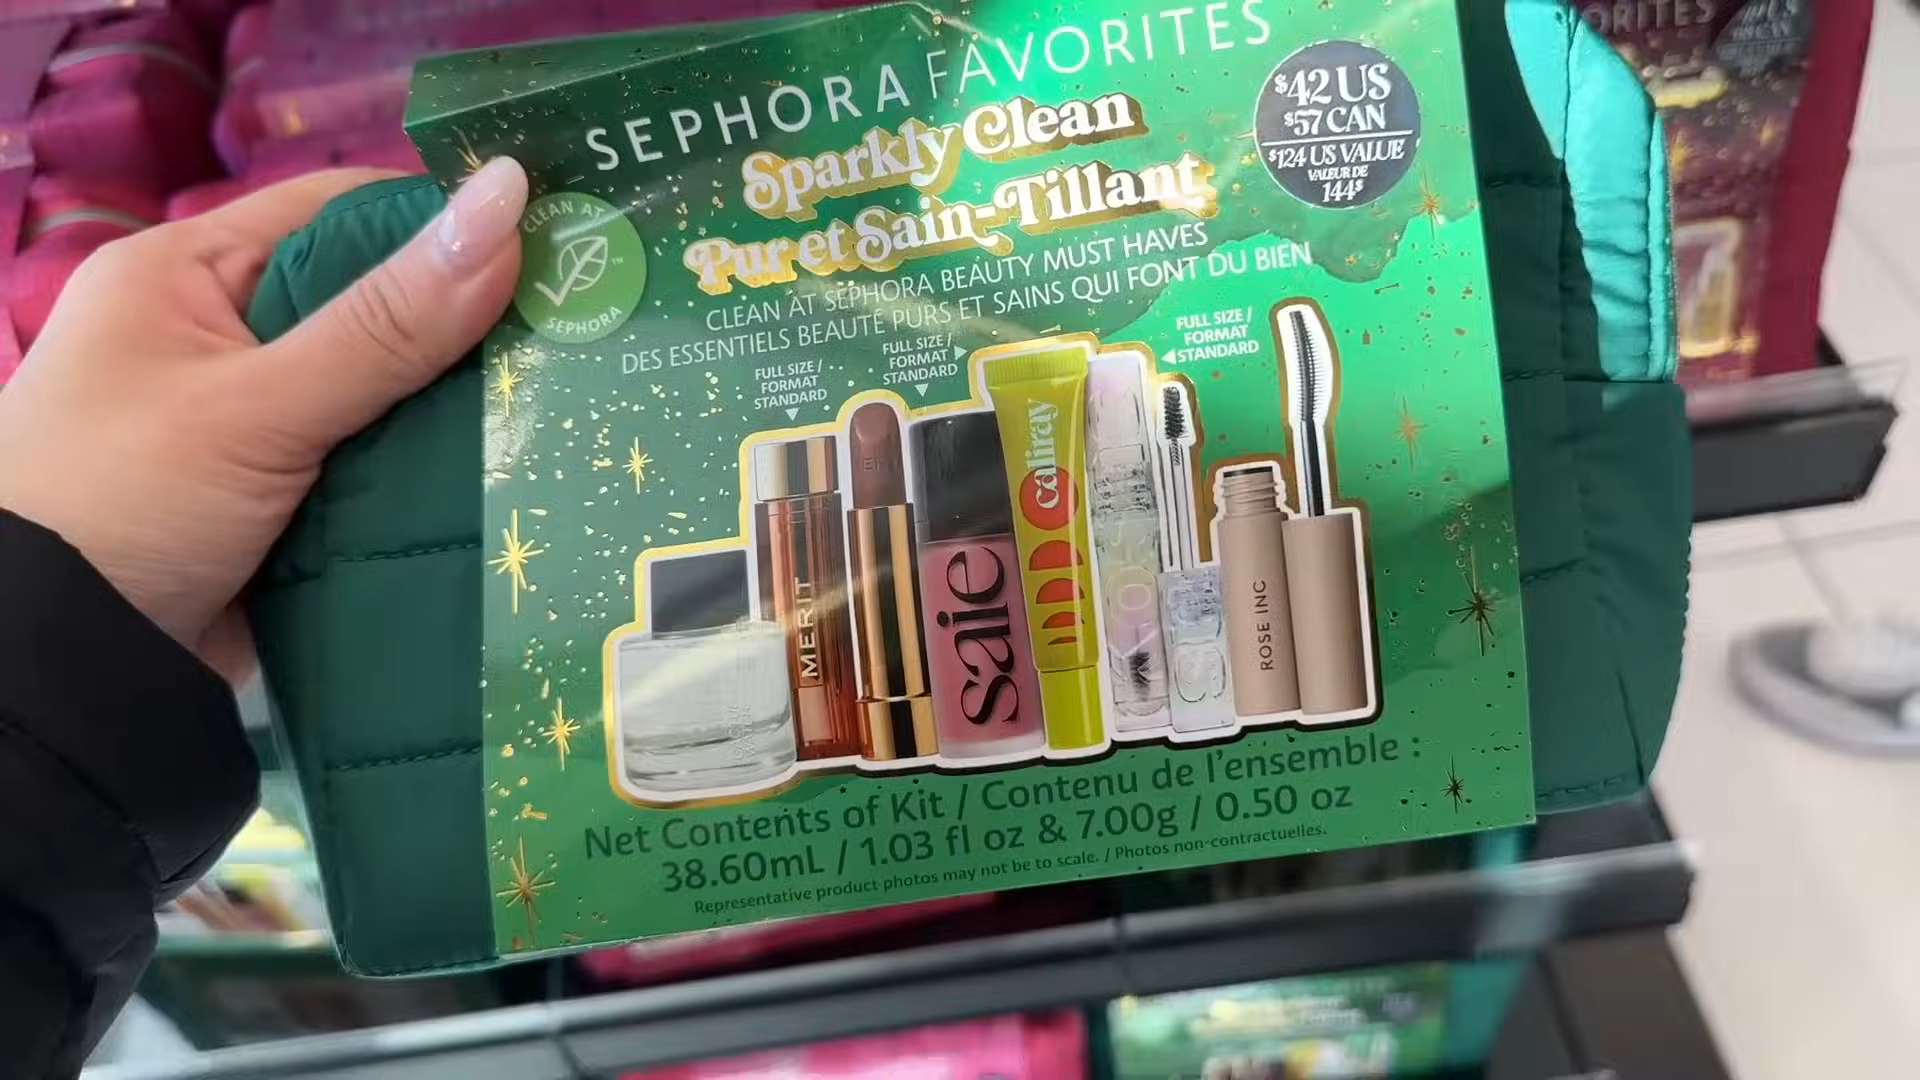 SEPHORA FAVORITES
Sparkly Clean
Pur et Sain-Tillant
CLEAN AT SEPHORA BEAUTY MUST HAVES
DES ESSENTIELS BEAUTÉ PURS ET SAINS QUI FONT DU BIEN
$42 US
$57 CAN
$124 US VALUE
VALEUR DE
144$
CLEAN AT
SEPHORA
FULL SIZE /
FORMAT
STANDARD
FULL SIZE /
FORMAT
STANDARD
FULL SIZE /
FORMAT
STANDARD
MERIT
saie
caliray
ROSE INC
Net Contents of Kit / Contenu de l'ensemble :
38.60mL / 1.03 fl oz & 7.00g / 0.50 oz
Representative product photos may not be to scale. / Photos non-contractuelles.
ORITES